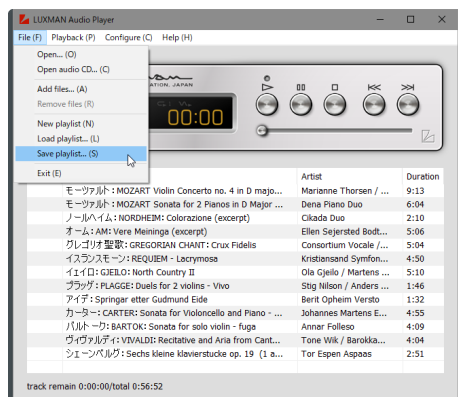 LUXMAN Audio Player
File (F) Playback (P) Configure (C) Help (H)
Open... (O)
Open audio CD... (C)
Add files... (A)
Remove files (R)
New playlist (N)
Load playlist... (L)
Save playlist... (S)
Exit (E)
ATION, JAPAN
00:00
Artist Duration
モーツァルト: MOZART Violin Concerto no. 4 in D majo... Marianne Thorsen / ... 9:13
モーツァルト: MOZART Sonata for 2 Pianos in D Major ... Dena Piano Duo 6:04
ノールハイム: NORDHEIM: Colorazione (excerpt) Cikada Duo 2:10
オーム: AM: Vere Meininga (excerpt) Ellen Sejersted Bodt... 5:06
グレゴリオ聖歌: GREGORIAN CHANT: Crux Fidelis Consortium Vocale /... 5:04
イスランスモーン: REQUIEM - Lacrymosa Kristiansand Symfon... 4:50
イェイロ: GJEILO: North Country II Ola Gjeilo / Martens ... 5:10
プラッゲ: PLAGGE: Duels for 2 violins - Vivo Stig Nilson / Anders ... 1:46
アイデ: Springar etter Gudmund Eide Berit Opheim Versto 1:32
カーター: CARTER: Sonata for Violoncello and Piano - ... Johannes Martens E... 4:55
バルトーク: BARTOK: Sonata for solo violin - fuga Annar Folleso 4:09
ヴィヴァルディ: VIVALDI: Recitative and Aria from Cant... Tone Wik / Barokka... 4:04
シェーンベルグ: Sechs kleine klavierstucke op. 19 (1 a... Tor Espen Aspaas 2:51
track remain 0:00:00/total 0:56:52